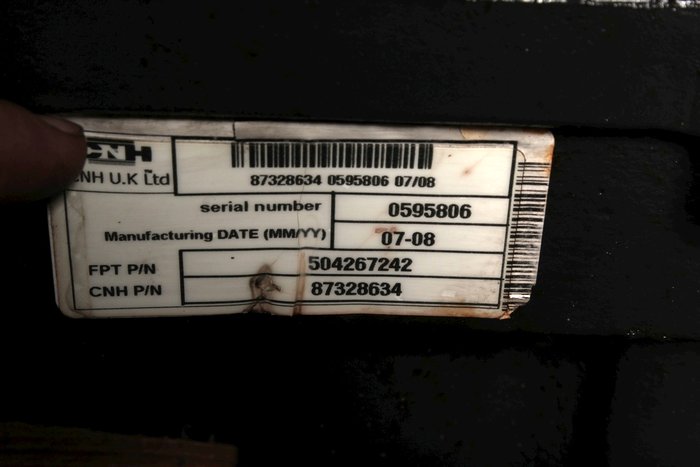 CNH
CNH U.K Ltd
87328634 0595806 07/08
serial number 0595806
Manufacturing DATE (MM/YY) 07-08
FPT P/N 504267242
CNH P/N 87328634